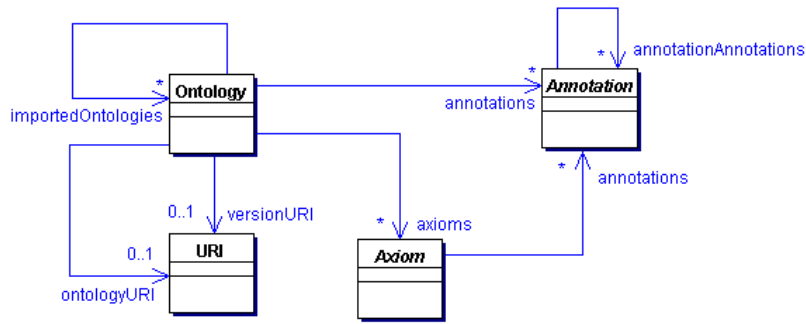 * annotationAnnotations
* Ontology * Annotation
importedOntologies annotations
* annotations
0..1 versionURI * axioms
0..1 URI Axiom
ontologyURI